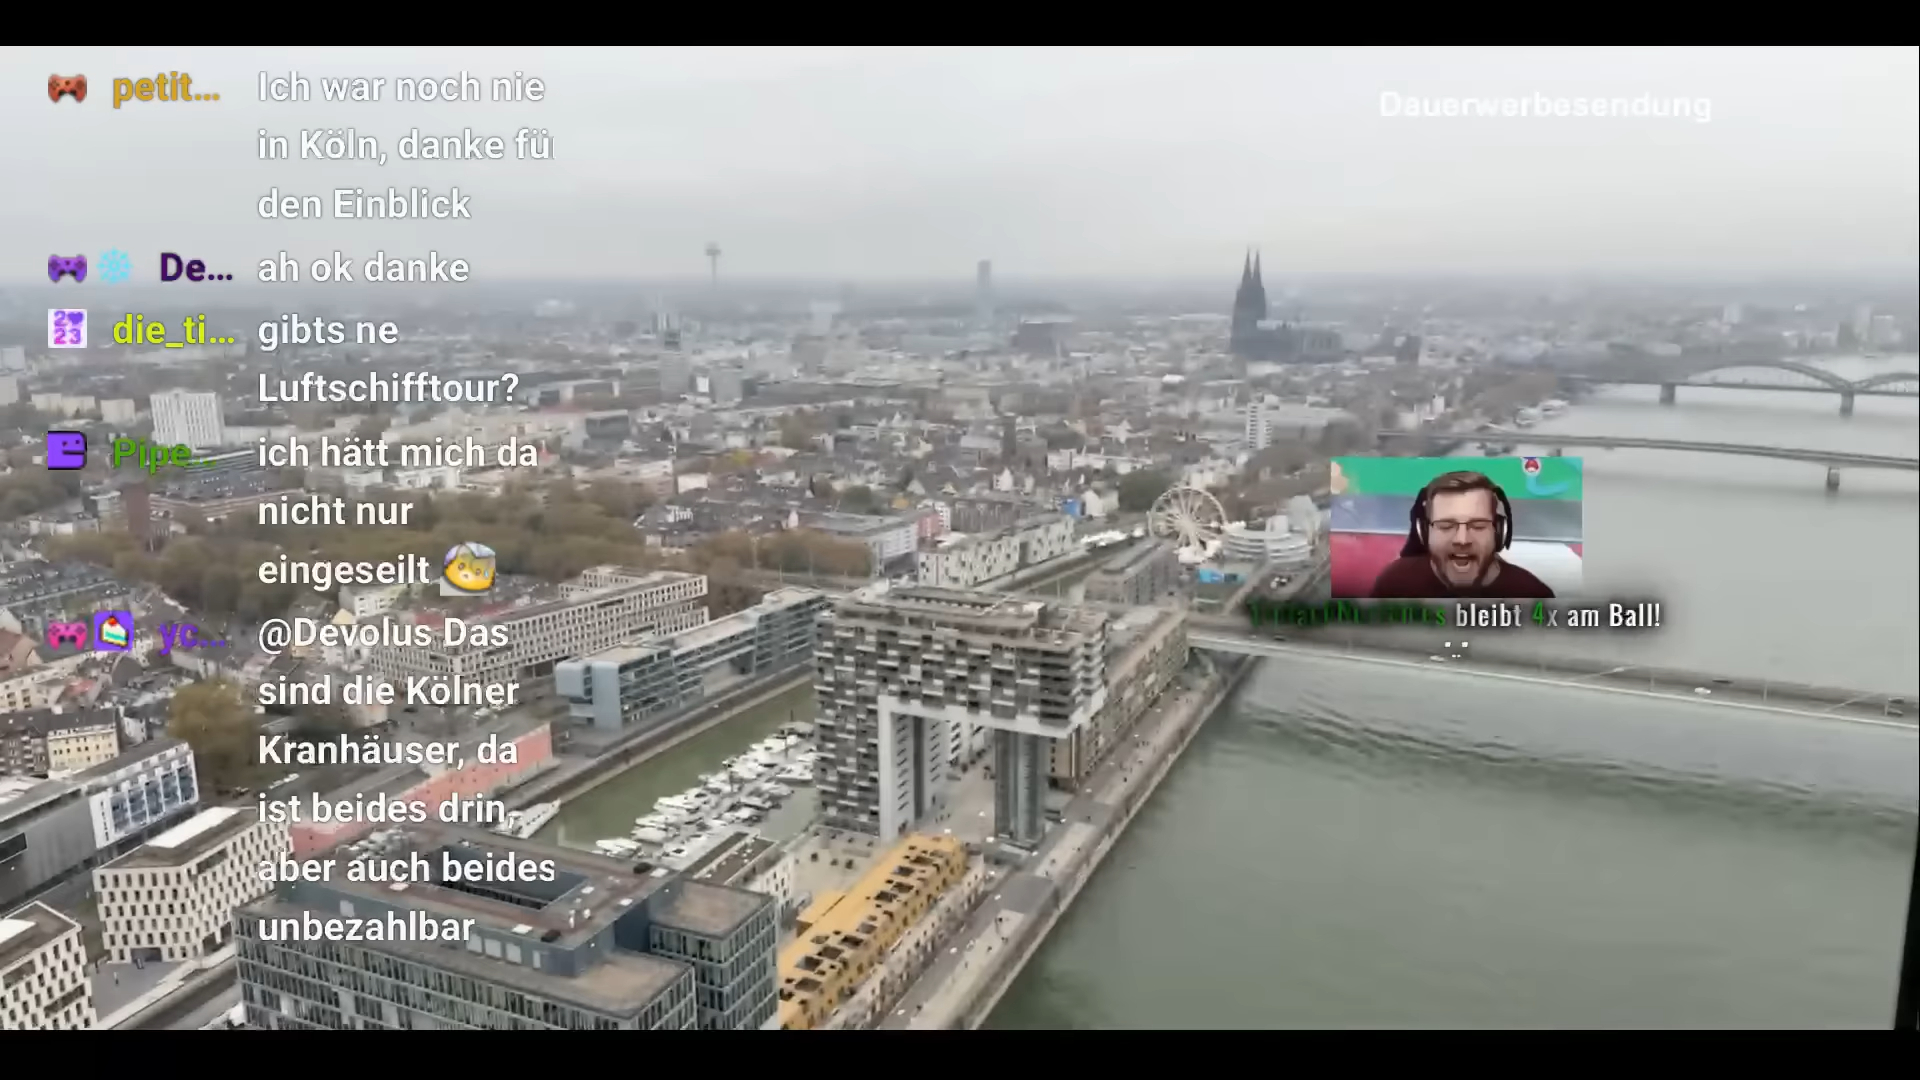 petit... Ich war noch nie
in Köln, danke für
den Einblick
De... ah ok danke
die_ti... gibts ne
Luftschifftour?
Pipe... ich hätt mich da
nicht nur
eingeseilt
yc... @Devolus Das
sind die Kölner
Kranhäuser, da
ist beides drin,
aber auch beides
unbezahlbar
Dauerwerbesendung
bleibt 4x am Ball!